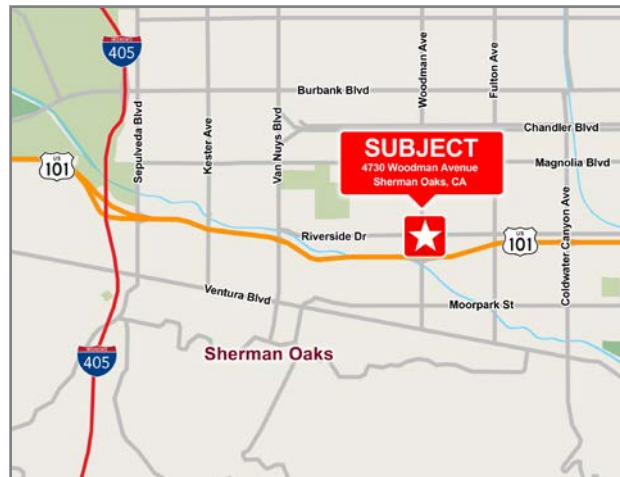 405
Burbank Blvd
Woodman Ave
Fulton Ave
Sepulveda Blvd
Kester Ave
Van Nuys Blvd
Chandler Blvd
SUBJECT
4730 Woodman Avenue
Sherman Oaks, CA
Magnolia Blvd
US
101
Riverside Dr
US
101
Coldwater Canyon Ave
Ventura Blvd
Moorpark St
Sherman Oaks
405